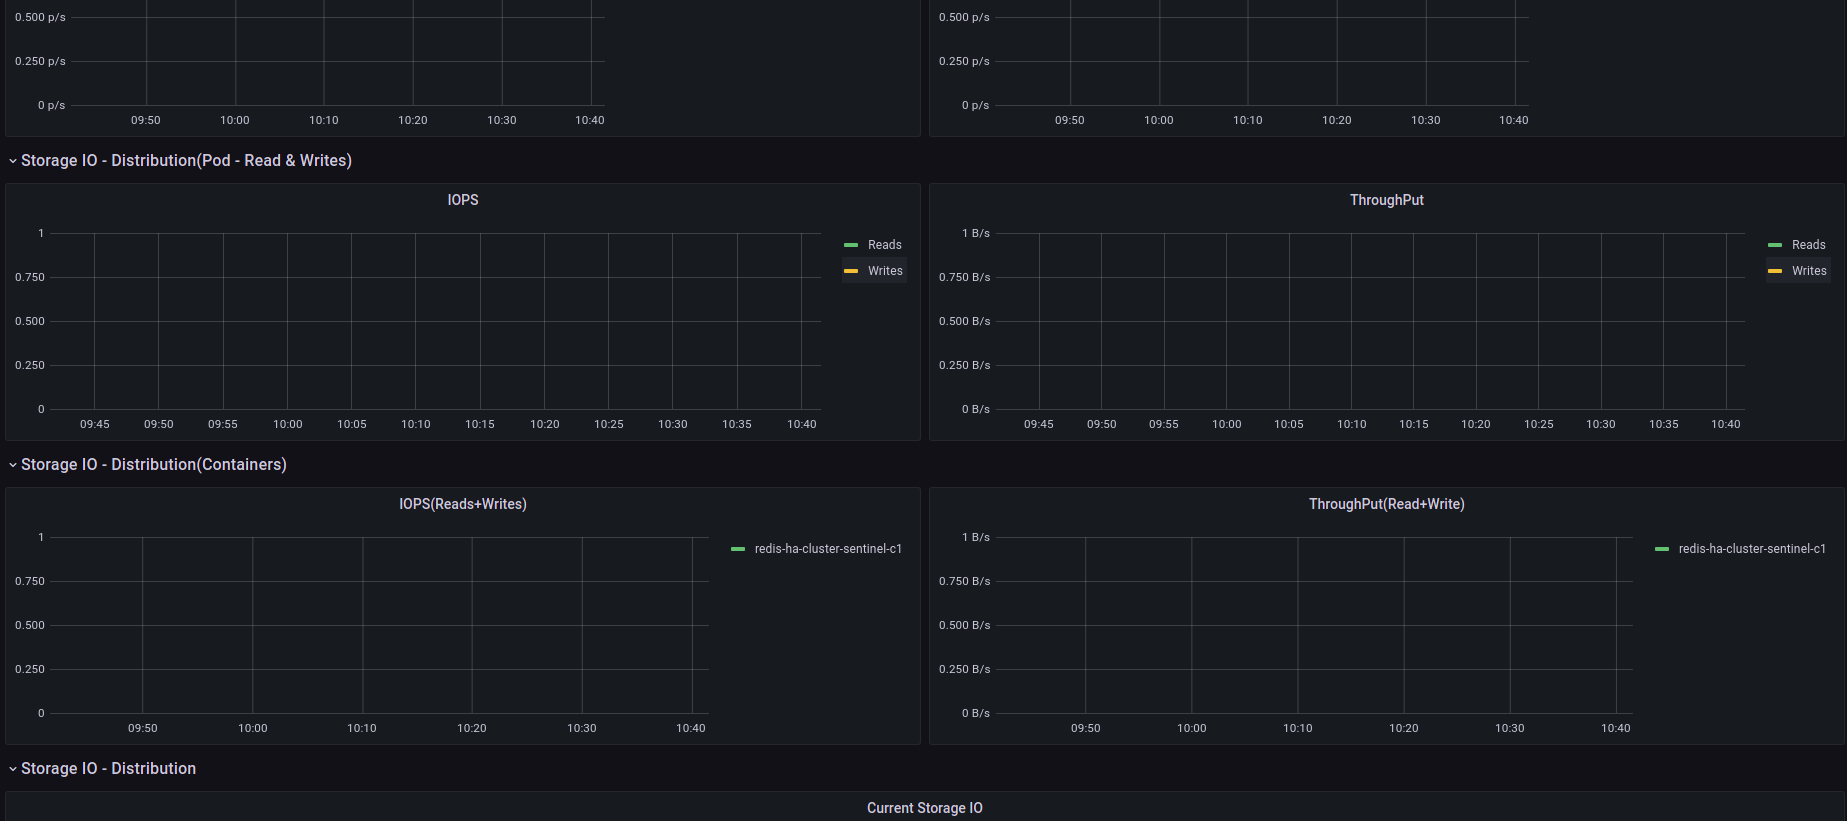 0.500 p/s
0.250 p/s
0 p/s
09:50 10:00 10:10 10:20 10:30 10:40
0.500 p/s
0.250 p/s
0 p/s
09:50 10:00 10:10 10:20 10:30 10:40
Storage IO - Distribution(Pod - Read & Writes)
IOPS
1
0.750
0.500
0.250
0
09:45 09:50 09:55 10:00 10:05 10:10 10:15 10:20 10:25 10:30 10:35 10:40
Reads
Writes
ThroughPut
1 B/s
0.750 B/s
0.500 B/s
0.250 B/s
0 B/s
09:45 09:50 09:55 10:00 10:05 10:10 10:15 10:20 10:25 10:30 10:35 10:40
Reads
Writes
Storage IO - Distribution(Containers)
IOPS(Reads+Writes)
1
0.750
0.500
0.250
0
09:50 10:00 10:10 10:20 10:30 10:40
redis-ha-cluster-sentinel-c1
ThroughPut(Read+Write)
1 B/s
0.750 B/s
0.500 B/s
0.250 B/s
0 B/s
09:50 10:00 10:10 10:20 10:30 10:40
redis-ha-cluster-sentinel-c1
Storage IO - Distribution
Current Storage IO